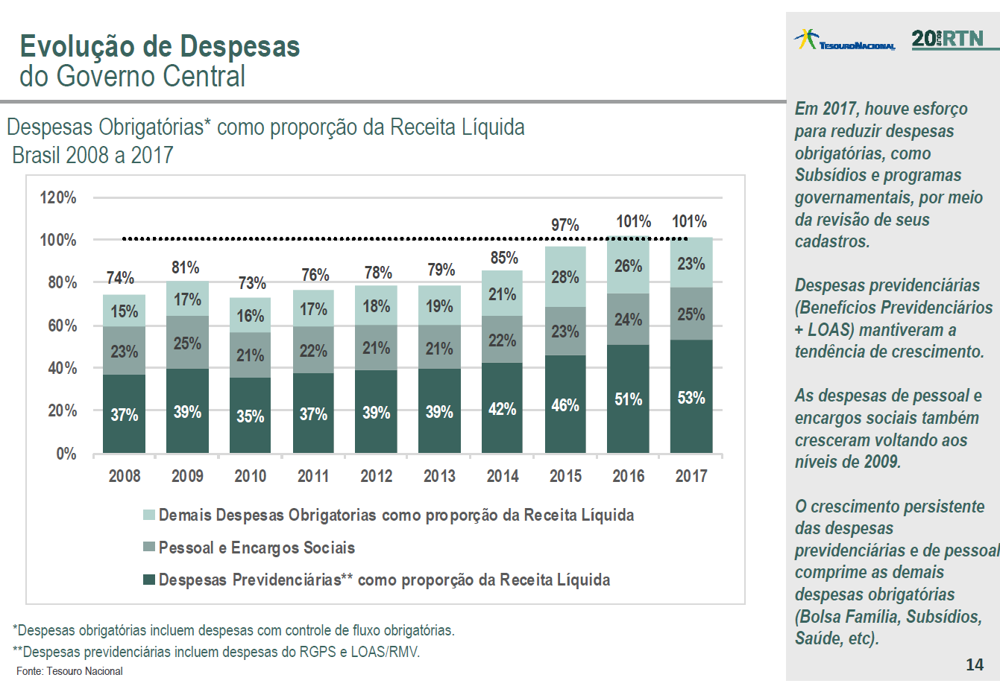 Evolução de Despesas
do Governo Central
TESOURONACIONAL
20 anos RTN
Despesas Obrigatórias* como proporção da Receita Líquida
Brasil 2008 a 2017
120%
100%
80%
60%
40%
20%
0%
74%
81%
73%
76%
78%
79%
85%
97%
101%
101%
15%
17%
16%
17%
18%
19%
21%
28%
26%
23%
23%
25%
21%
22%
21%
21%
22%
23%
24%
25%
37%
39%
35%
37%
39%
39%
42%
46%
51%
53%
2008 2009 2010 2011 2012 2013 2014 2015 2016 2017
Demais Despesas Obrigatorias como proporção da Receita Líquida
Pessoal e Encargos Sociais
Despesas Previdenciárias** como proporção da Receita Líquida
*Despesas obrigatórias incluem despesas com controle de fluxo obrigatórias.
**Despesas previdenciárias incluem despesas do RGPS e LOAS/RMV.
Fonte: Tesouro Nacional
Em 2017, houve esforço
para reduzir despesas
obrigatórias, como
Subsídios e programas
governamentais, por meio
da revisão de seus
cadastros.
Despesas previdenciárias
(Benefícios Previdenciários
+ LOAS) mantiveram a
tendência de crescimento.
As despesas de pessoal e
encargos sociais também
cresceram voltando aos
níveis de 2009.
O crescimento persistente
das despesas
previdenciárias e de pessoal
comprime as demais
despesas obrigatórias
(Bolsa Família, Subsídios,
Saúde, etc).
14